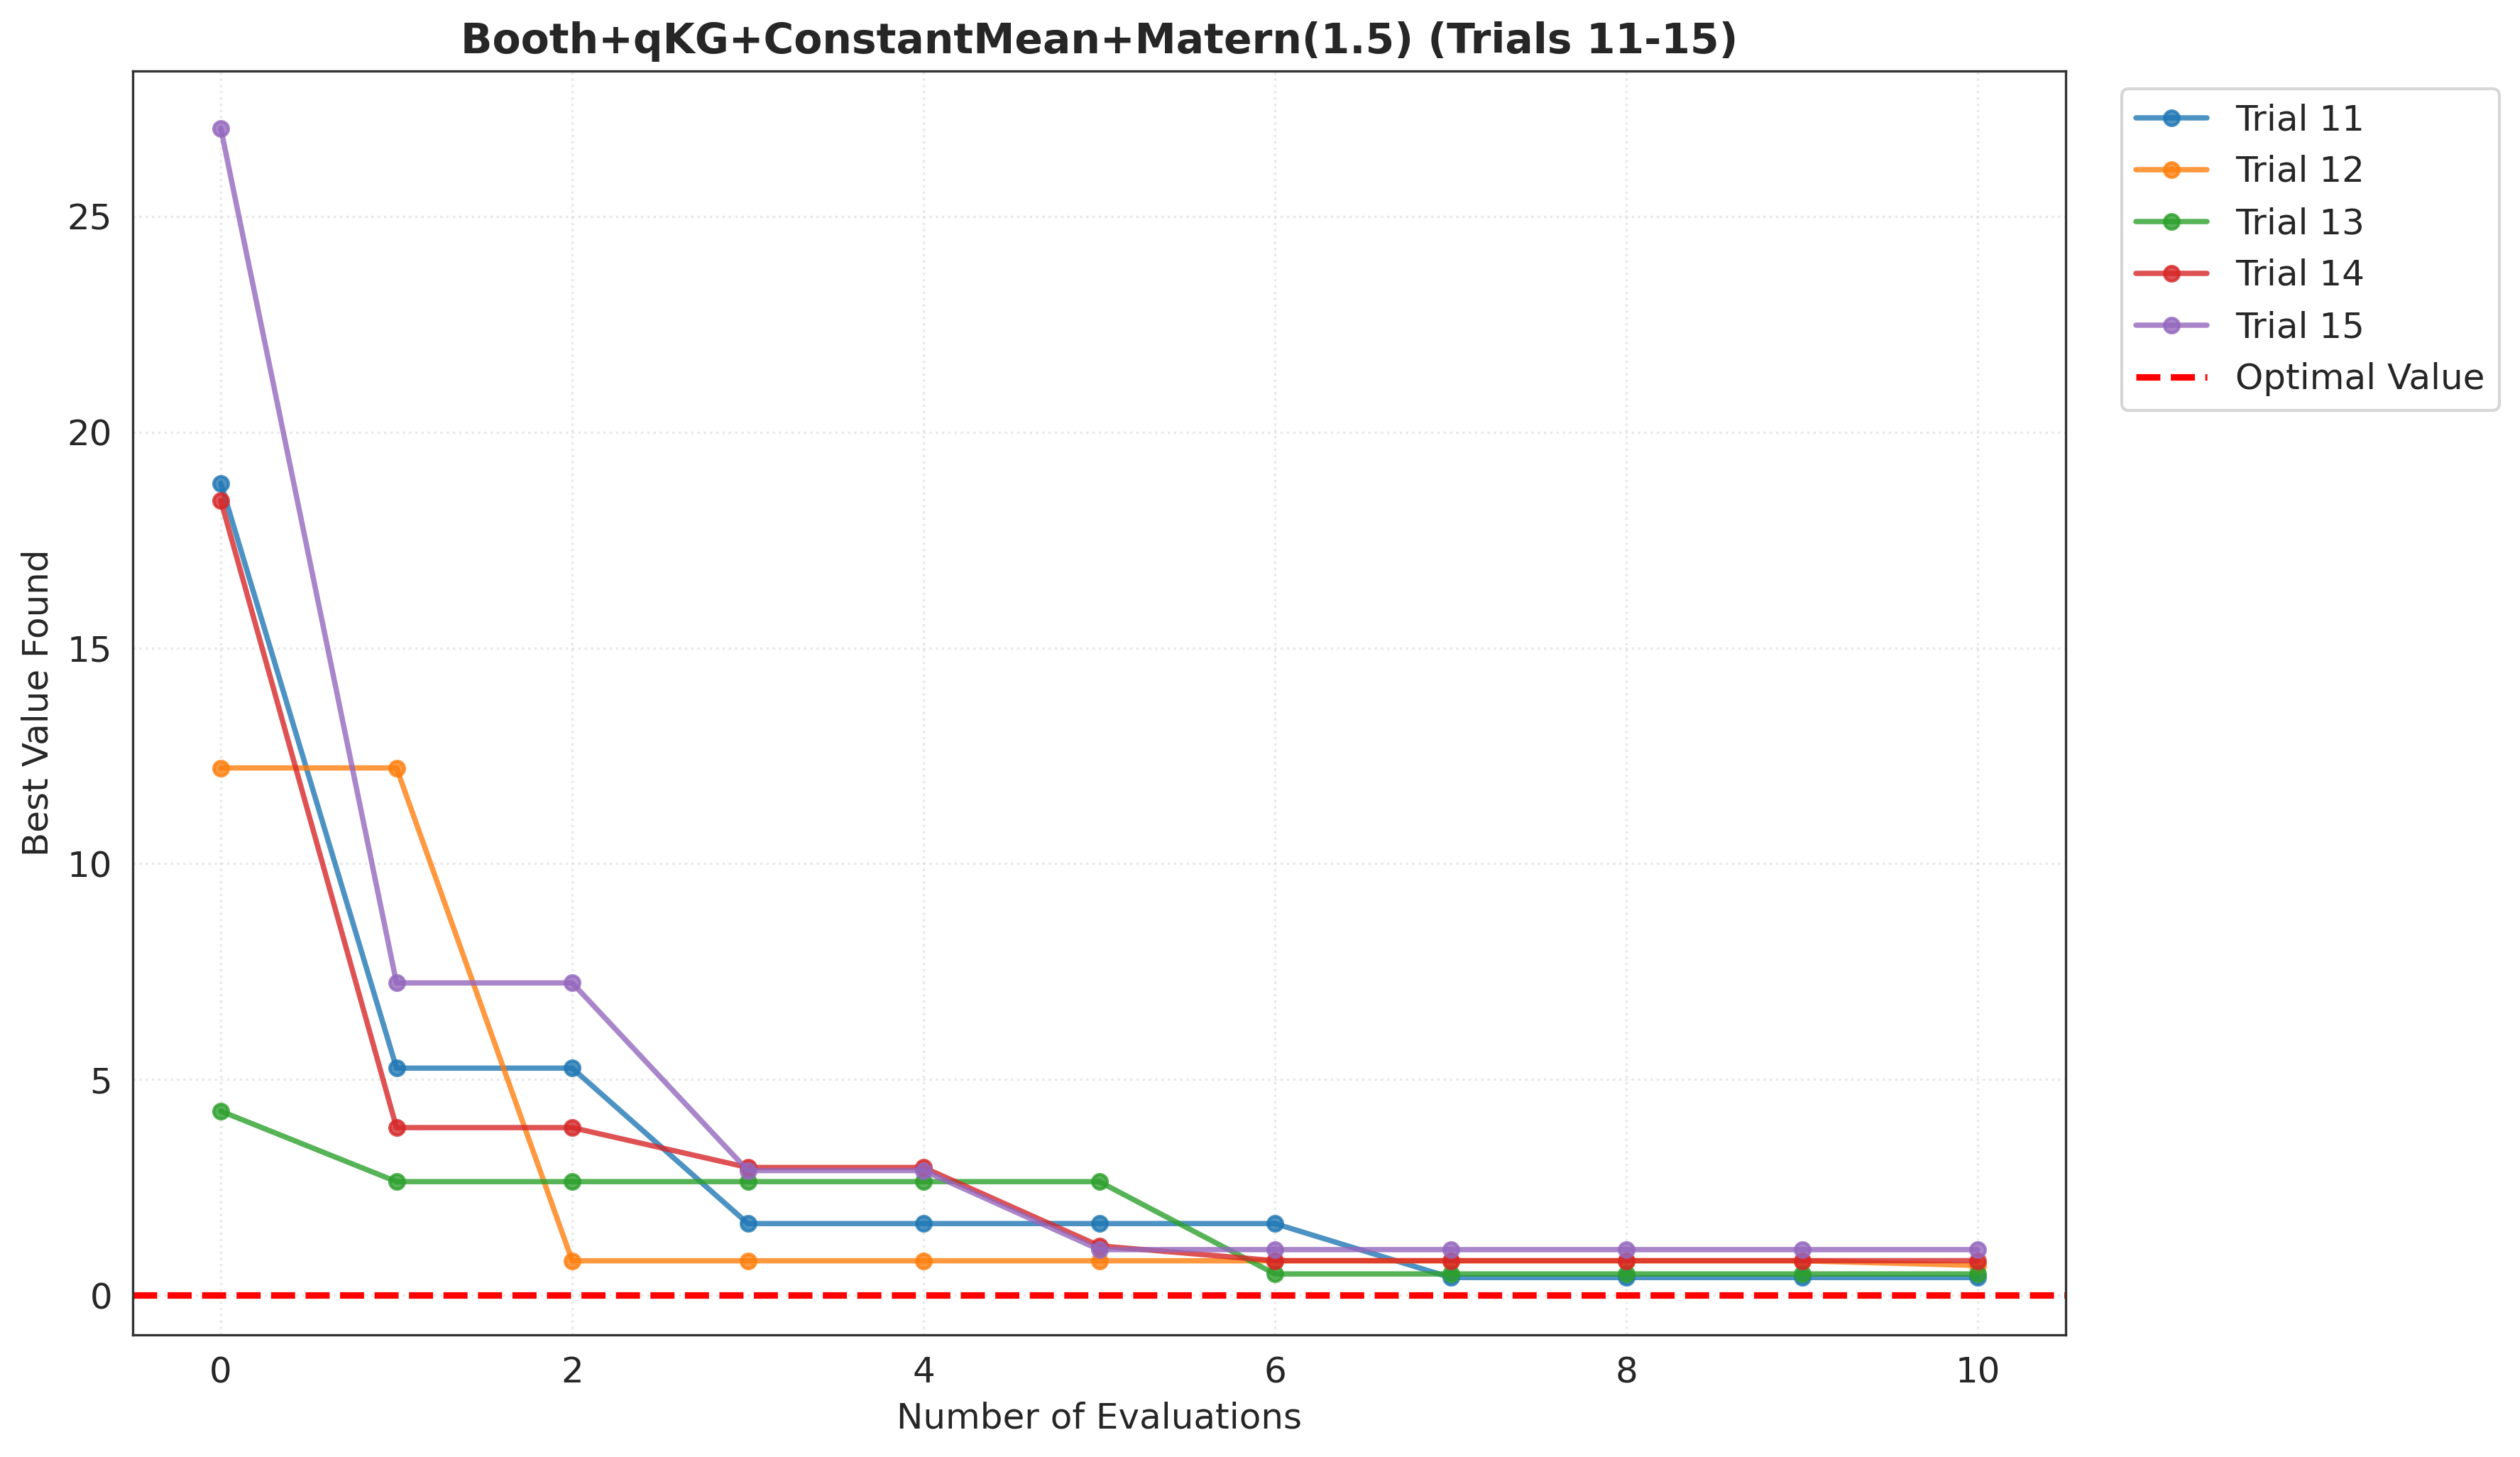 Booth+qKG+ConstantMean+Matern(1.5) (Trials 11-15)
Trial 11
Trial 12
Trial 13
Trial 14
Trial 15
Optimal Value
Best Value Found
25
20
15
10
5
0
0 2 4 6 8 10
Number of Evaluations